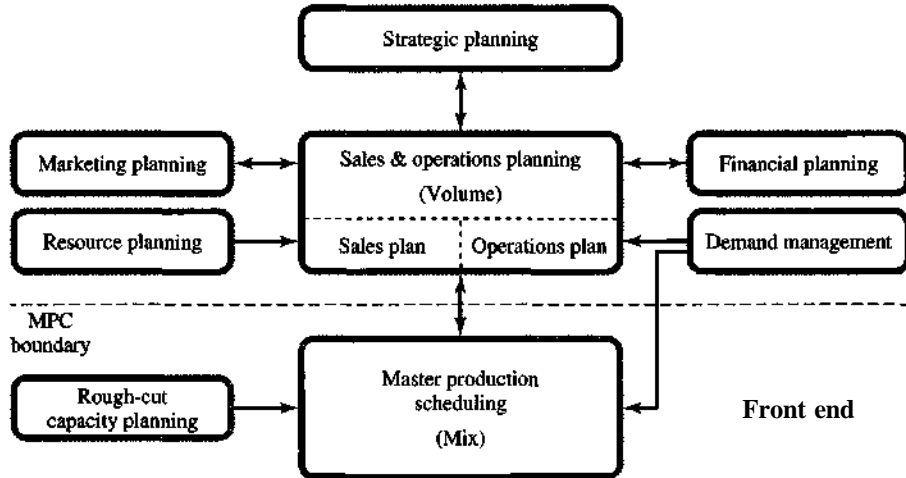 Strategic planning
Marketing planning
Sales & operations planning
(Volume)
Financial planning
Resource planning
Sales plan
Operations plan
Demand management
MPC
boundary
Rough-cut
capacity planning
Master production
scheduling
(Mix)
Front end